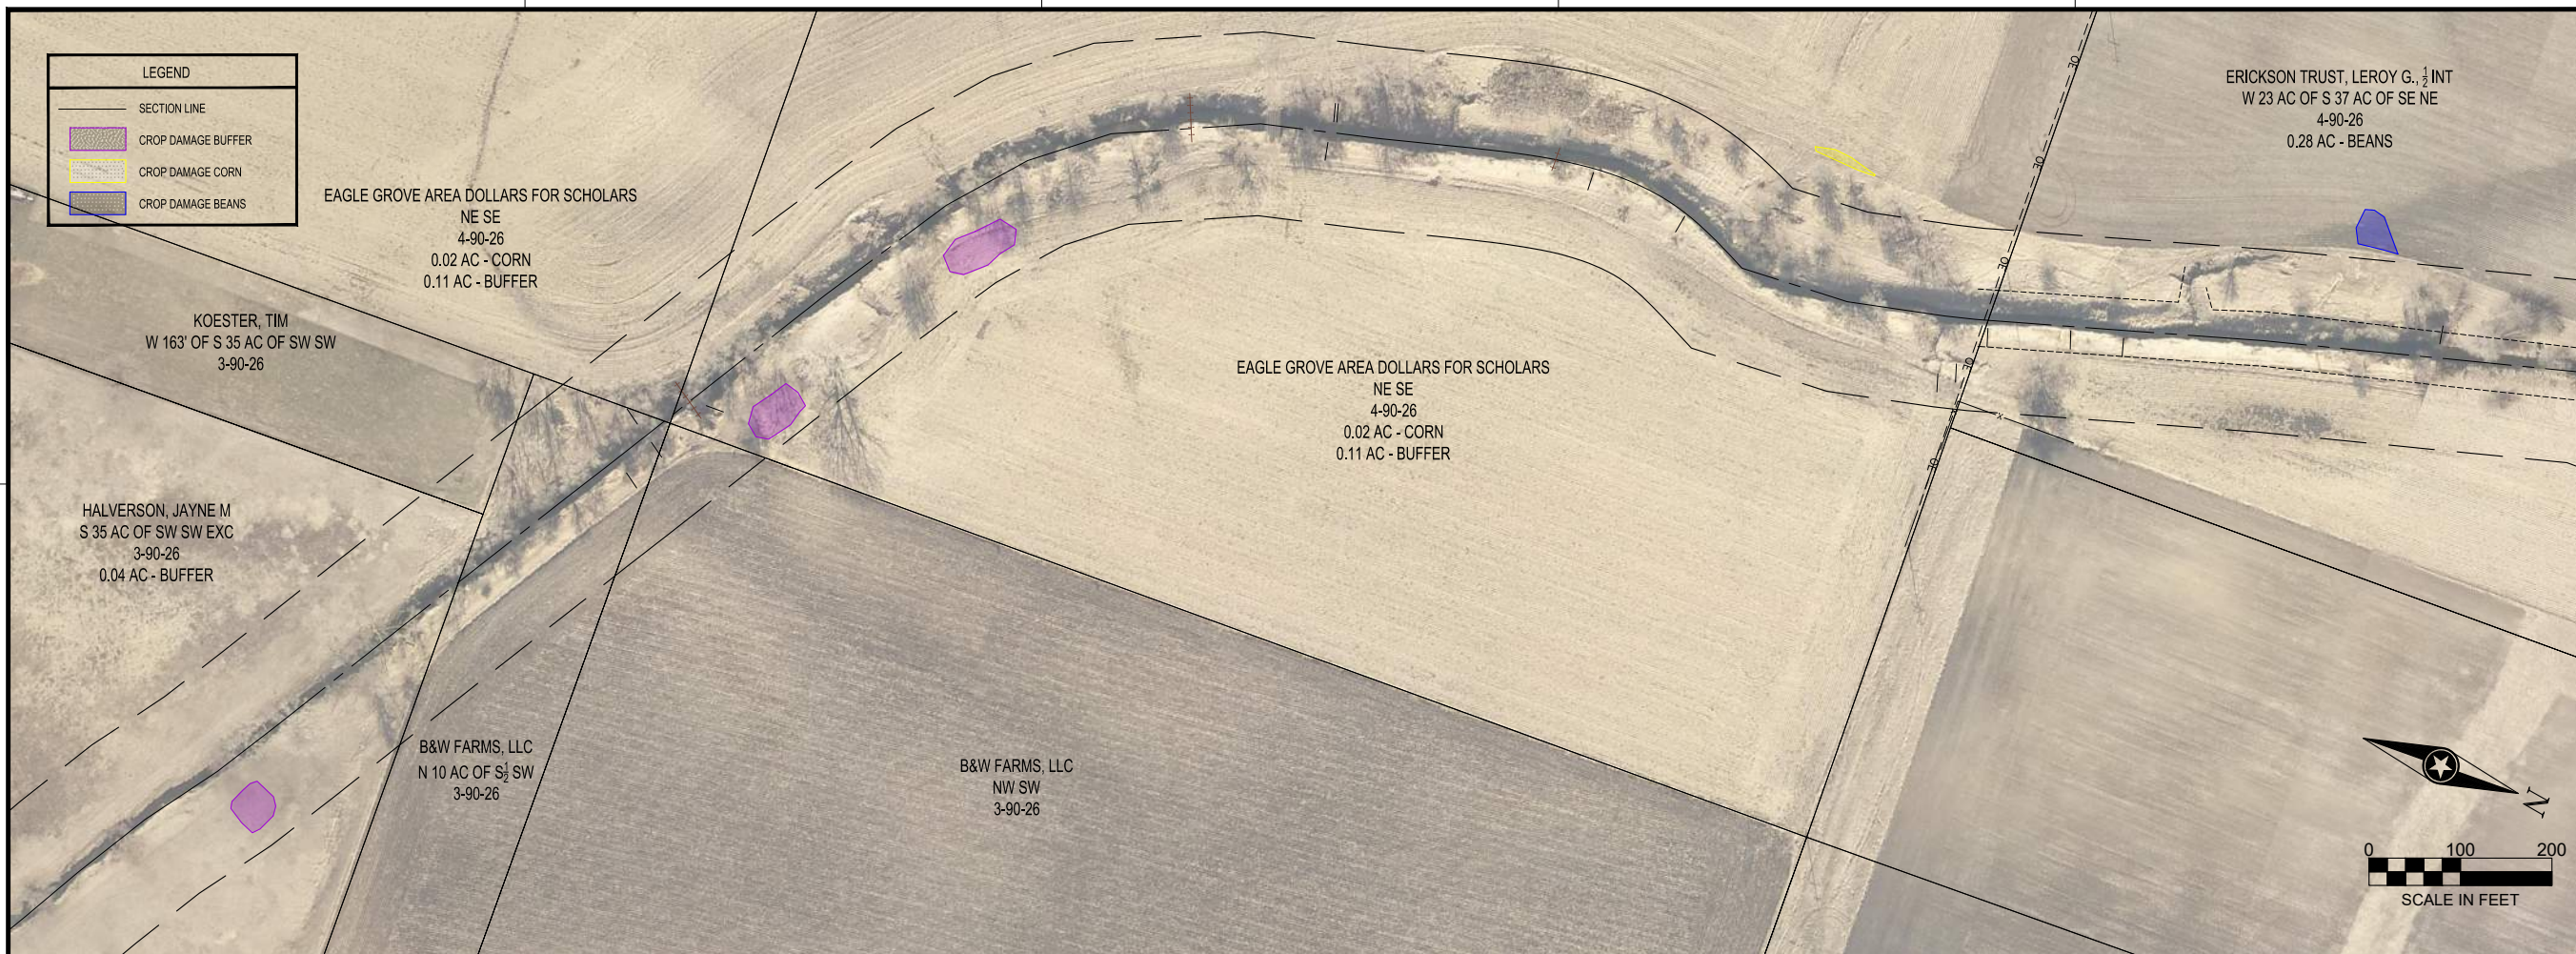 LEGEND
SECTION LINE
CROP DAMAGE BUFFER
CROP DAMAGE CORN
CROP DAMAGE BEANS
EAGLE GROVE AREA DOLLARS FOR SCHOLARS
NE SE
4-90-26
0.02 AC - CORN
0.11 AC - BUFFER
KOESTER, TIM
W 163' OF S 35 AC OF SW SW
3-90-26
HALVERSON, JAYNE M
S 35 AC OF SW SW EXC
3-90-26
0.04 AC - BUFFER
B&W FARMS, LLC
N 10 AC OF S½ SW
3-90-26
B&W FARMS, LLC
NW SW
3-90-26
EAGLE GROVE AREA DOLLARS FOR SCHOLARS
NE SE
4-90-26
0.02 AC - CORN
0.11 AC - BUFFER
ERICKSON TRUST, LEROY G., ½ INT
W 23 AC OF S 37 AC OF SE NE
4-90-26
0.28 AC - BEANS
OE
OE
OE
OE
OE
X
N
0 100 200
SCALE IN FEET